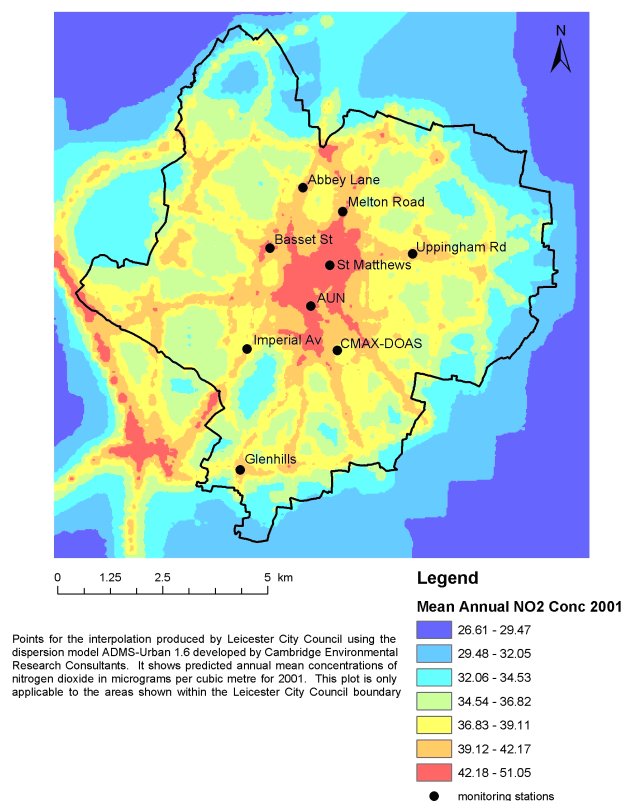 N
Abbey Lane
Melton Road
Basset St
Uppingham Rd
St Matthews
AUN
Imperial Av
CMAX-DOAS
Glenhills
0 1.25 2.5 5 km
Legend
Mean Annual NO2 Conc 2001
26.61 - 29.47
29.48 - 32.05
32.06 - 34.53
34.54 - 36.82
36.83 - 39.11
39.12 - 42.17
42.18 - 51.05
monitoring stations
Points for the interpolation produced by Leicester City Council using the
dispersion model ADMS-Urban 1.6 developed by Cambridge Environmental
Research Consultants. It shows predicted annual mean concentrations of
nitrogen dioxide in micrograms per cubic metre for 2001. This plot is only
applicable to the areas shown within the Leicester City Council boundary